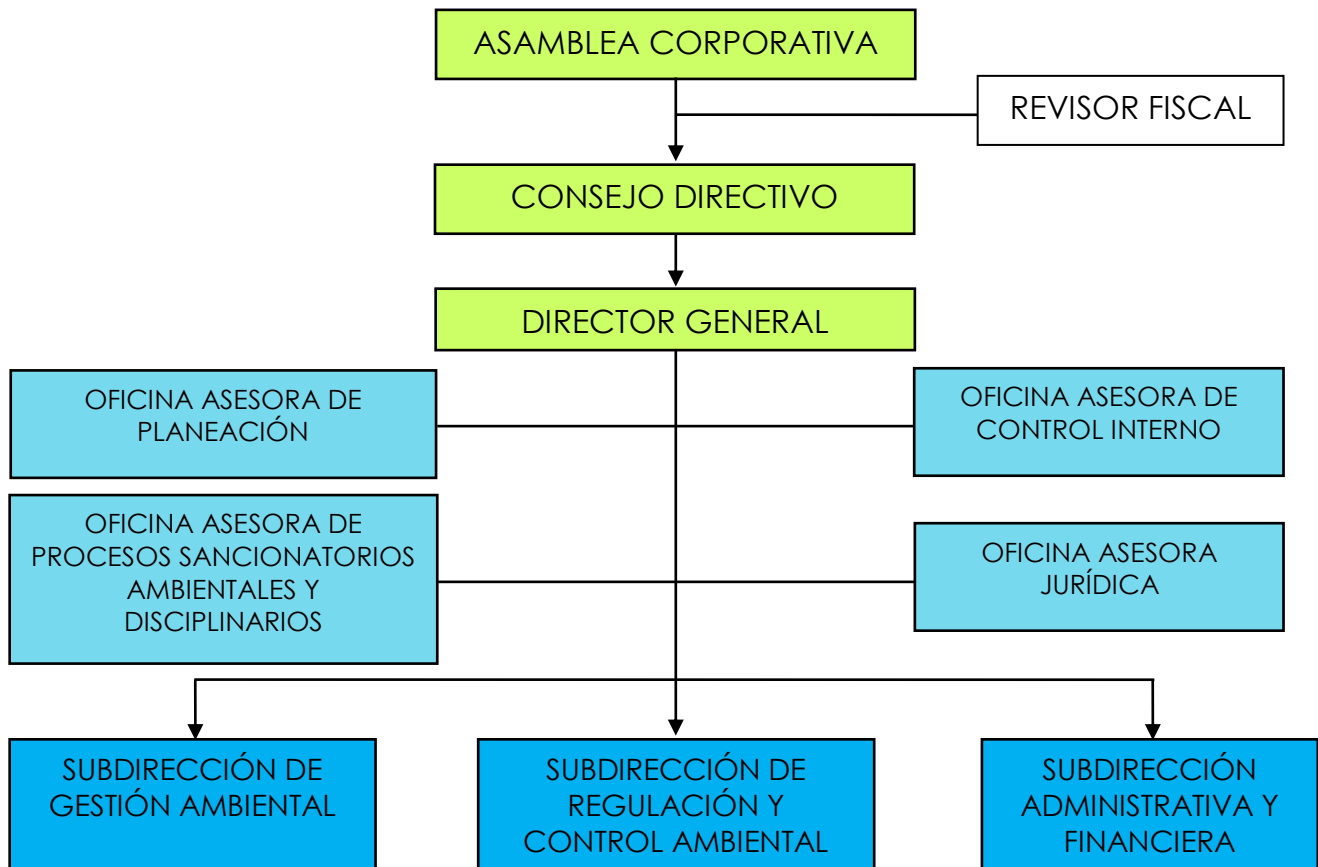 ASAMBLEA CORPORATIVA
REVISOR FISCAL
CONSEJO DIRECTIVO
DIRECTOR GENERAL
OFICINA ASESORA DE
PLANEACIÓN
OFICINA ASESORA DE
CONTROL INTERNO
OFICINA ASESORA DE
PROCESOS SANCIONATORIOS
AMBIENTALES Y
DISCIPLINARIOS
OFICINA ASESORA
JURÍDICA
SUBDIRECCIÓN DE
GESTIÓN AMBIENTAL
SUBDIRECCIÓN DE
REGULACIÓN Y
CONTROL AMBIENTAL
SUBDIRECCIÓN
ADMINISTRATIVA Y
FINANCIERA